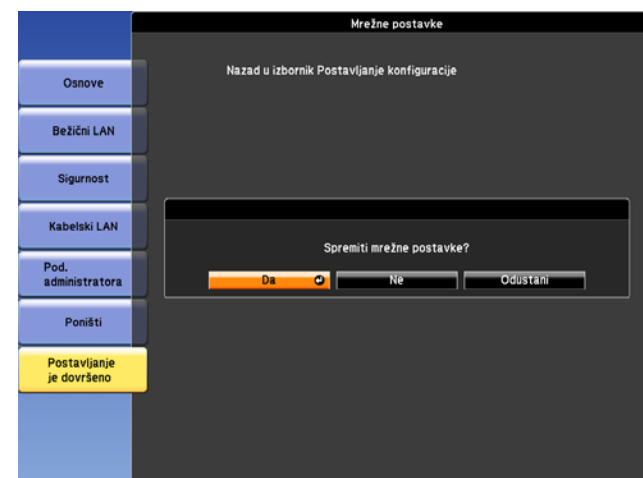 Mrežne postavke
Nazad u izbornik Postavljanje konfiguracije
Osnove
Bežični LAN
Sigurnost
Kabelski LAN
Pod.
administratora
Poništi
Postavljanje
je dovršeno
Spremiti mrežne postavke?
Da
Ne
Odustani